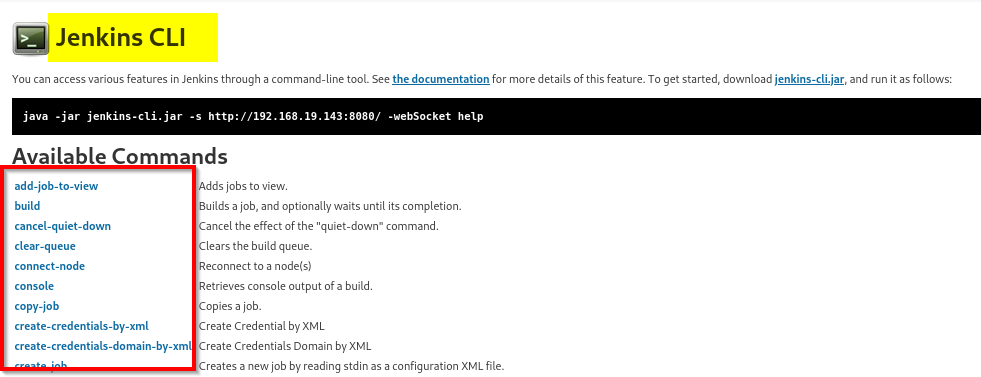 Jenkins CLI
You can access various features in Jenkins through a command-line tool. See the documentation for more details of this feature. To get started, download jenkins-cli.jar, and run it as follows:
java -jar jenkins-cli.jar -s http://192.168.19.143:8080/ -webSocket help
Available Commands
add-job-to-view Adds jobs to view.
build Builds a job, and optionally waits until its completion.
cancel-quiet-down Cancel the effect of the "quiet-down" command.
clear-queue Clears the build queue.
connect-node Reconnect to a node(s)
console Retrieves console output of a build.
copy-job Copies a job.
create-credentials-by-xml Create Credential by XML
create-credentials-domain-by-xml Create Credentials Domain by XML
create-job Creates a new job by reading stdin as a configuration XML file.